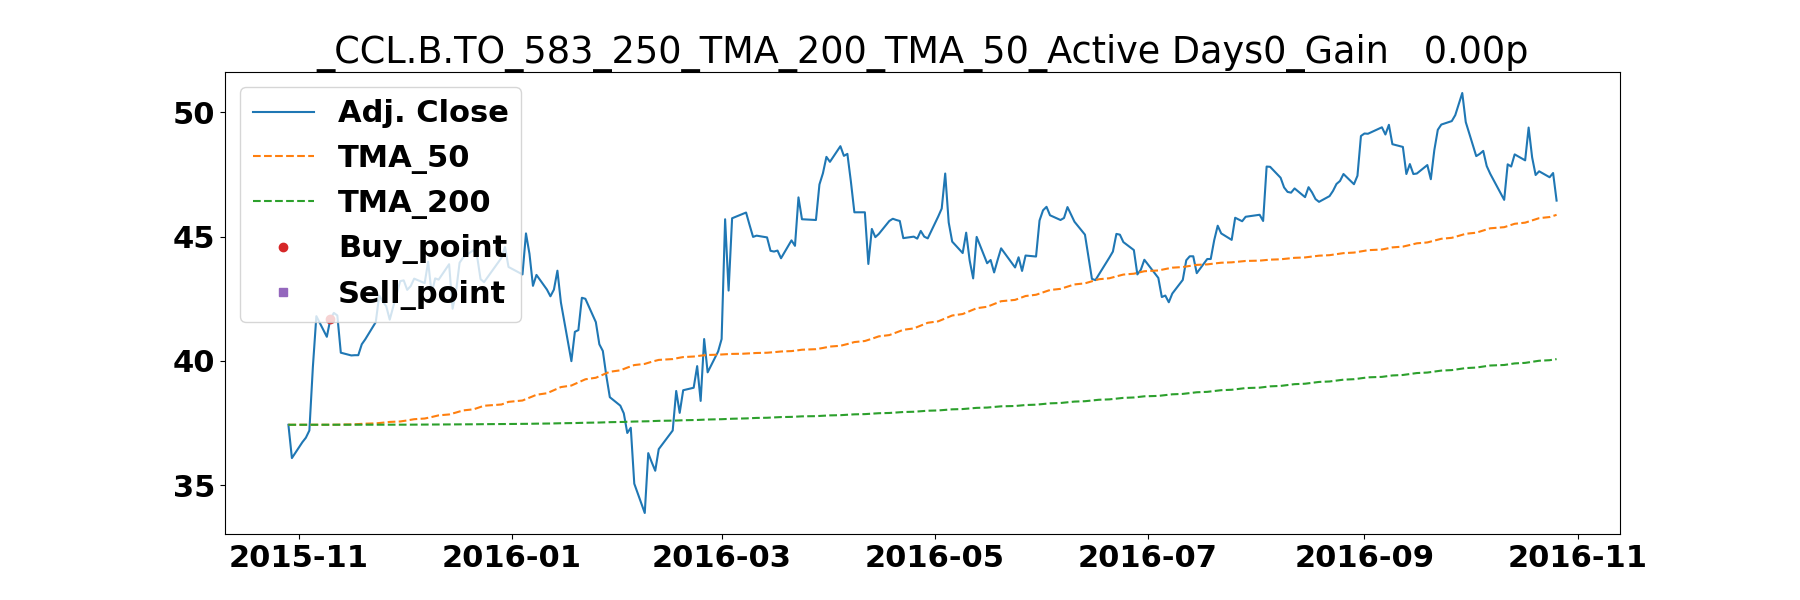 _CCL.B.TO_583_250_TMA_200_TMA_50_Active Days0_Gain   0.00p
Adj. Close
TMA_50
TMA_200
Buy_point
Sell_point
50
45
40
35
2015-11 2016-01 2016-03 2016-05 2016-07 2016-09 2016-11